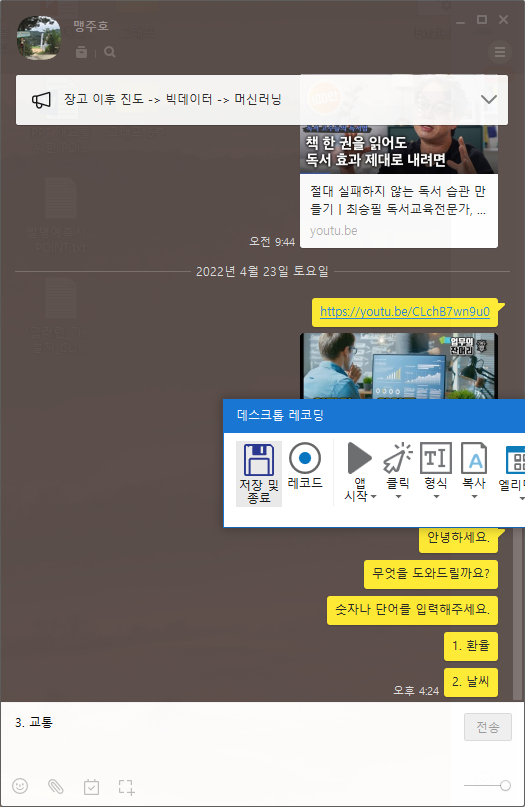 맹주호
장고 이후 진도 -> 빅데이터 -> 머신러닝
책 한 권을 읽어도
독서 효과 제대로 내려면
절대 실패하지 않는 독서 습관 만
들기 | 최승필 독서교육전문가, ...
youtu.be
오전 9:44
2022년 4월 23일 토요일
https://youtu.be/CLchB7wn9u0
업무의
잔머리
데스크톱 레코딩
저장 및
종료
레코드
앱
시작
클릭
형식
복사
안녕하세요.
무엇을 도와드릴까요?
숫자나 단어를 입력해주세요.
1. 환율
2. 날씨
오후 4:24
3. 교통
전송